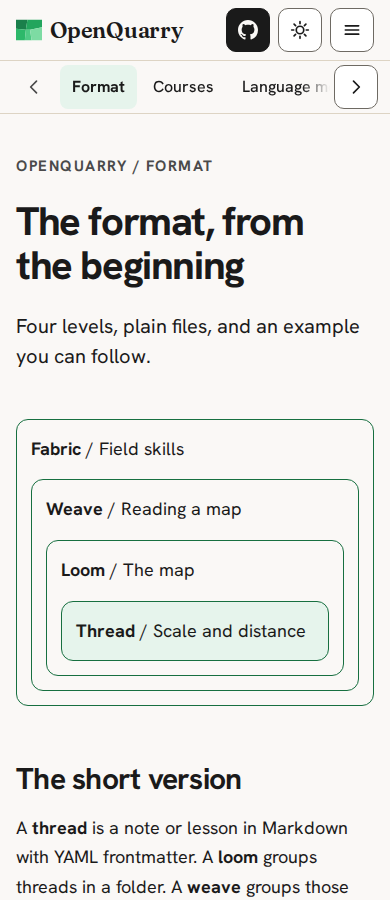 OpenQuarry
Format
Courses
Language
OPENQUARRY / FORMAT
The format, from
the beginning
Four levels, plain files, and an example
you can follow.
Fabric / Field skills
Weave / Reading a map
Loom / The map
Thread / Scale and distance
The short version
A thread is a note or lesson in Markdown
with YAML frontmatter. A loom groups
threads in a folder. A weave groups those